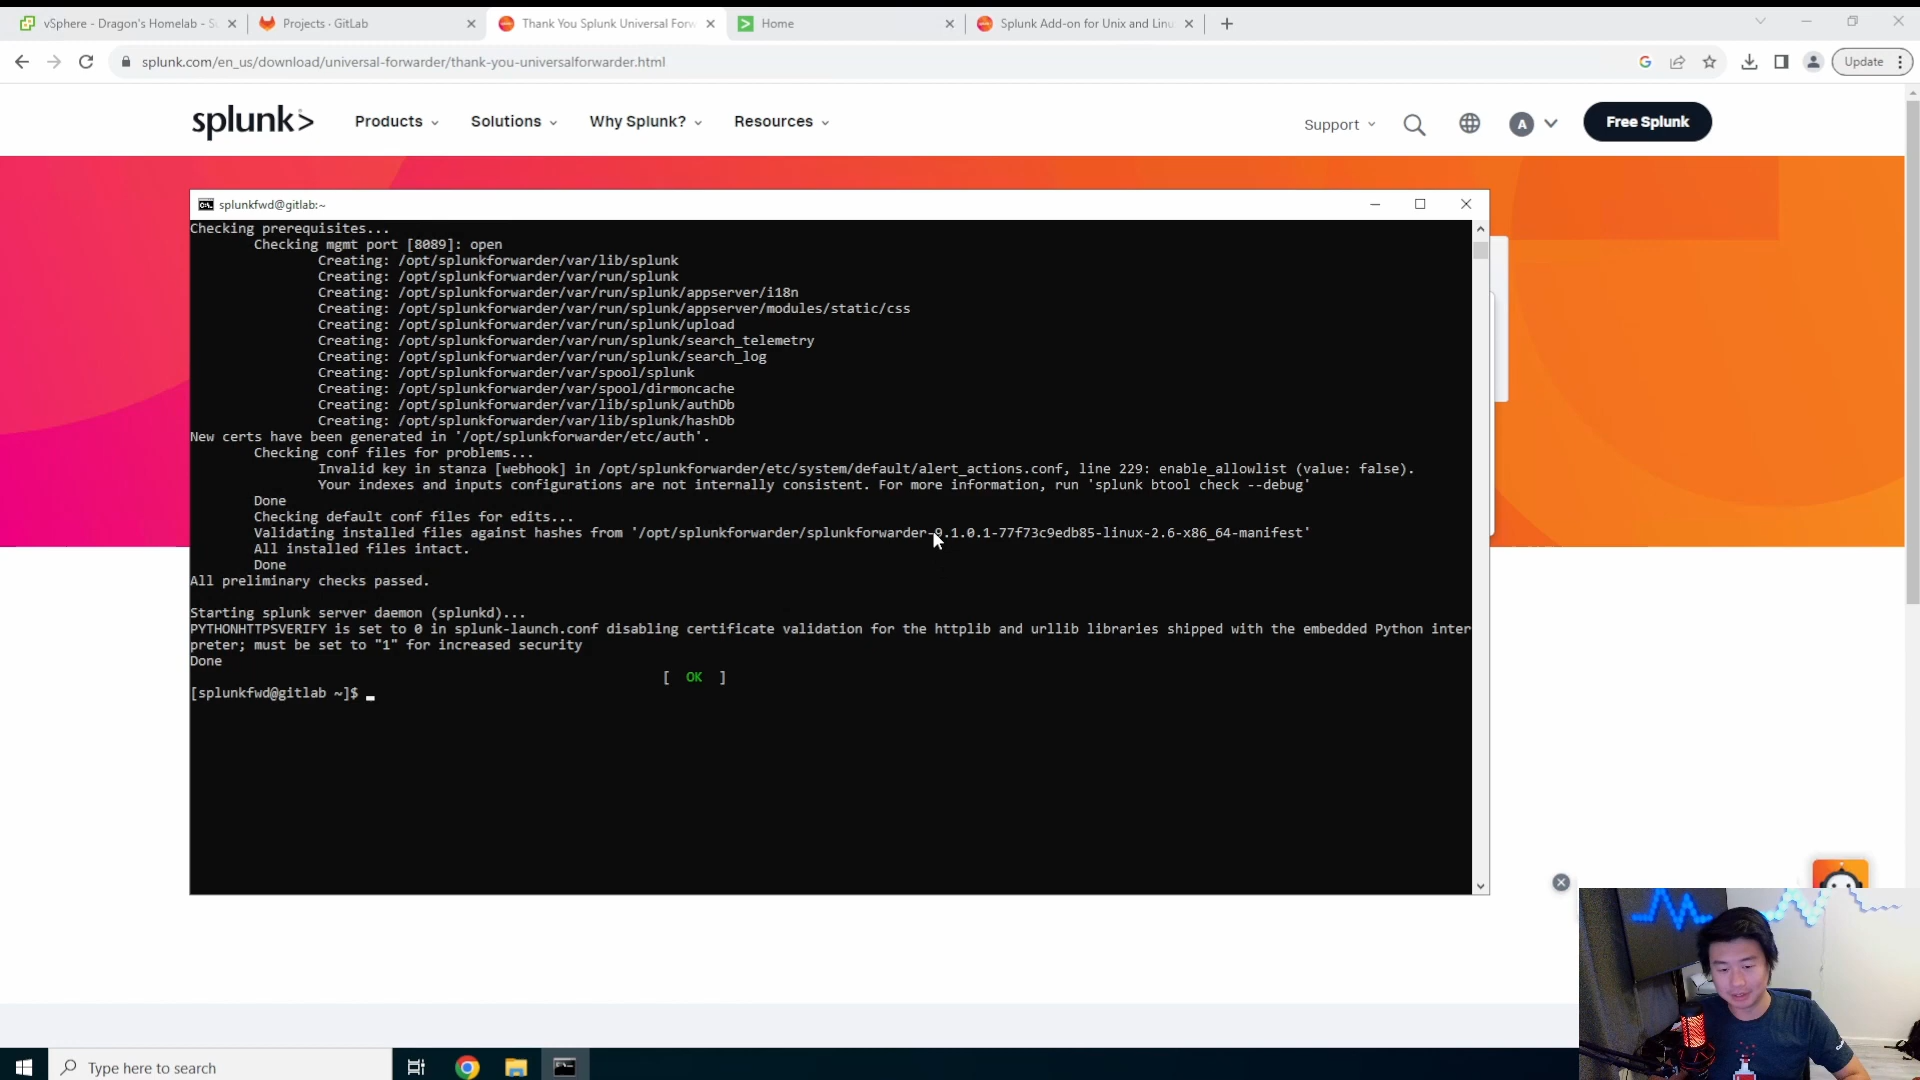 vSphere - Dragon's Homelab - S
Projects · GitLab
Thank You Splunk Universal Forw
Home
Splunk Add-on for Unix and Linu
splunk.com/en_us/download/universal-forwarder/thank-you-universalforwarder.html
Update
splunk>
Products
Solutions
Why Splunk?
Resources
Support
A
Free Splunk
splunkfwd@gitlab:~
Checking prerequisites...
Checking mgmt port [8089]: open
Creating: /opt/splunkforwarder/var/lib/splunk
Creating: /opt/splunkforwarder/var/run/splunk
Creating: /opt/splunkforwarder/var/run/splunk/appserver/i18n
Creating: /opt/splunkforwarder/var/run/splunk/appserver/modules/static/css
Creating: /opt/splunkforwarder/var/run/splunk/upload
Creating: /opt/splunkforwarder/var/run/splunk/search_telemetry
Creating: /opt/splunkforwarder/var/run/splunk/search_log
Creating: /opt/splunkforwarder/var/spool/splunk
Creating: /opt/splunkforwarder/var/spool/dirmoncache
Creating: /opt/splunkforwarder/var/lib/splunk/authDb
Creating: /opt/splunkforwarder/var/lib/splunk/hashDb
New certs have been generated in '/opt/splunkforwarder/etc/auth'.
Checking conf files for problems...
Invalid key in stanza [webhook] in /opt/splunkforwarder/etc/system/default/alert_actions.conf, line 229: enable_allowlist (value: false).
Your indexes and inputs configurations are not internally consistent. For more information, run 'splunk btool check --debug'
Done
Checking default conf files for edits...
Validating installed files against hashes from '/opt/splunkforwarder/splunkforwarder-9.1.0.1-77f73c9edb85-linux-2.6-x86_64-manifest'
All installed files intact.
Done
All preliminary checks passed.
Starting splunk server daemon (splunkd)...
PYTHONHTTPSVERIFY is set to 0 in splunk-launch.conf disabling certificate validation for the httplib and urllib libraries shipped with the embedded Python inter
preter; must be set to "1" for increased security
Done
[ OK ]
[splunkfwd@gitlab ~]$
Type here to search